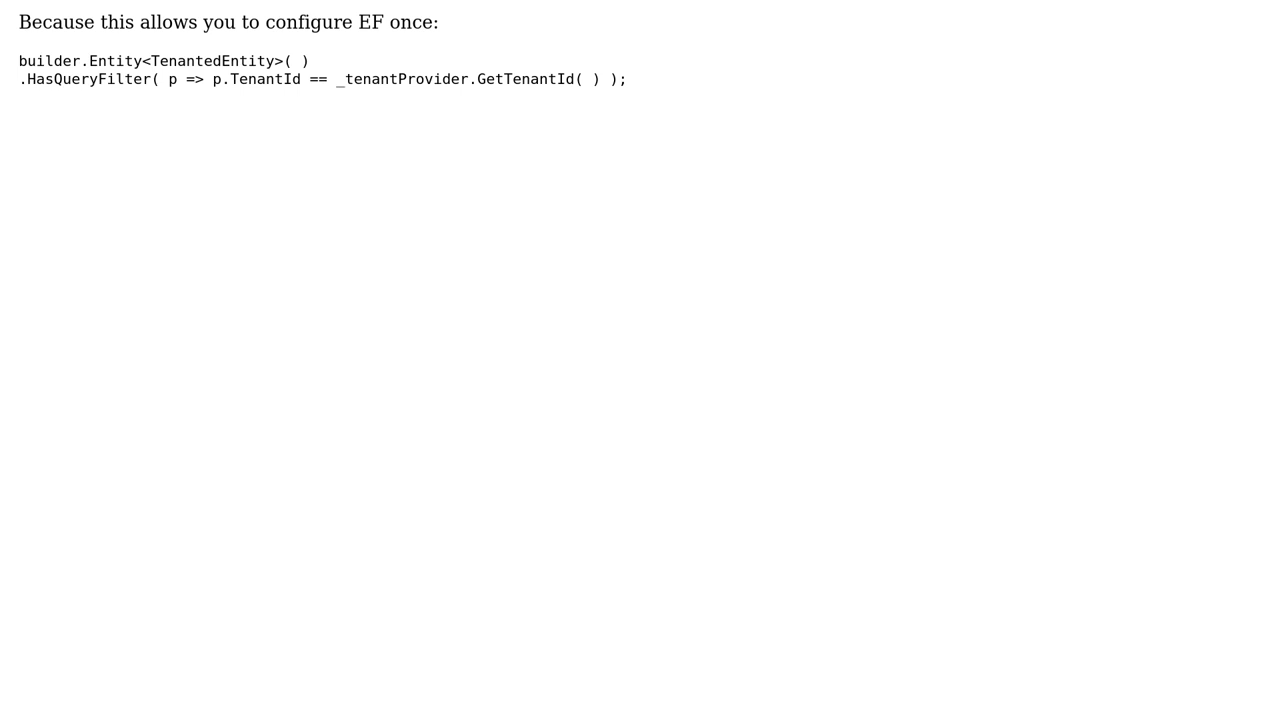 Because this allows you to configure EF once:
builder.Entity<TenantedEntity>( )
.HasQueryFilter( p => p.TenantId == _tenantProvider.GetTenantId( ) );